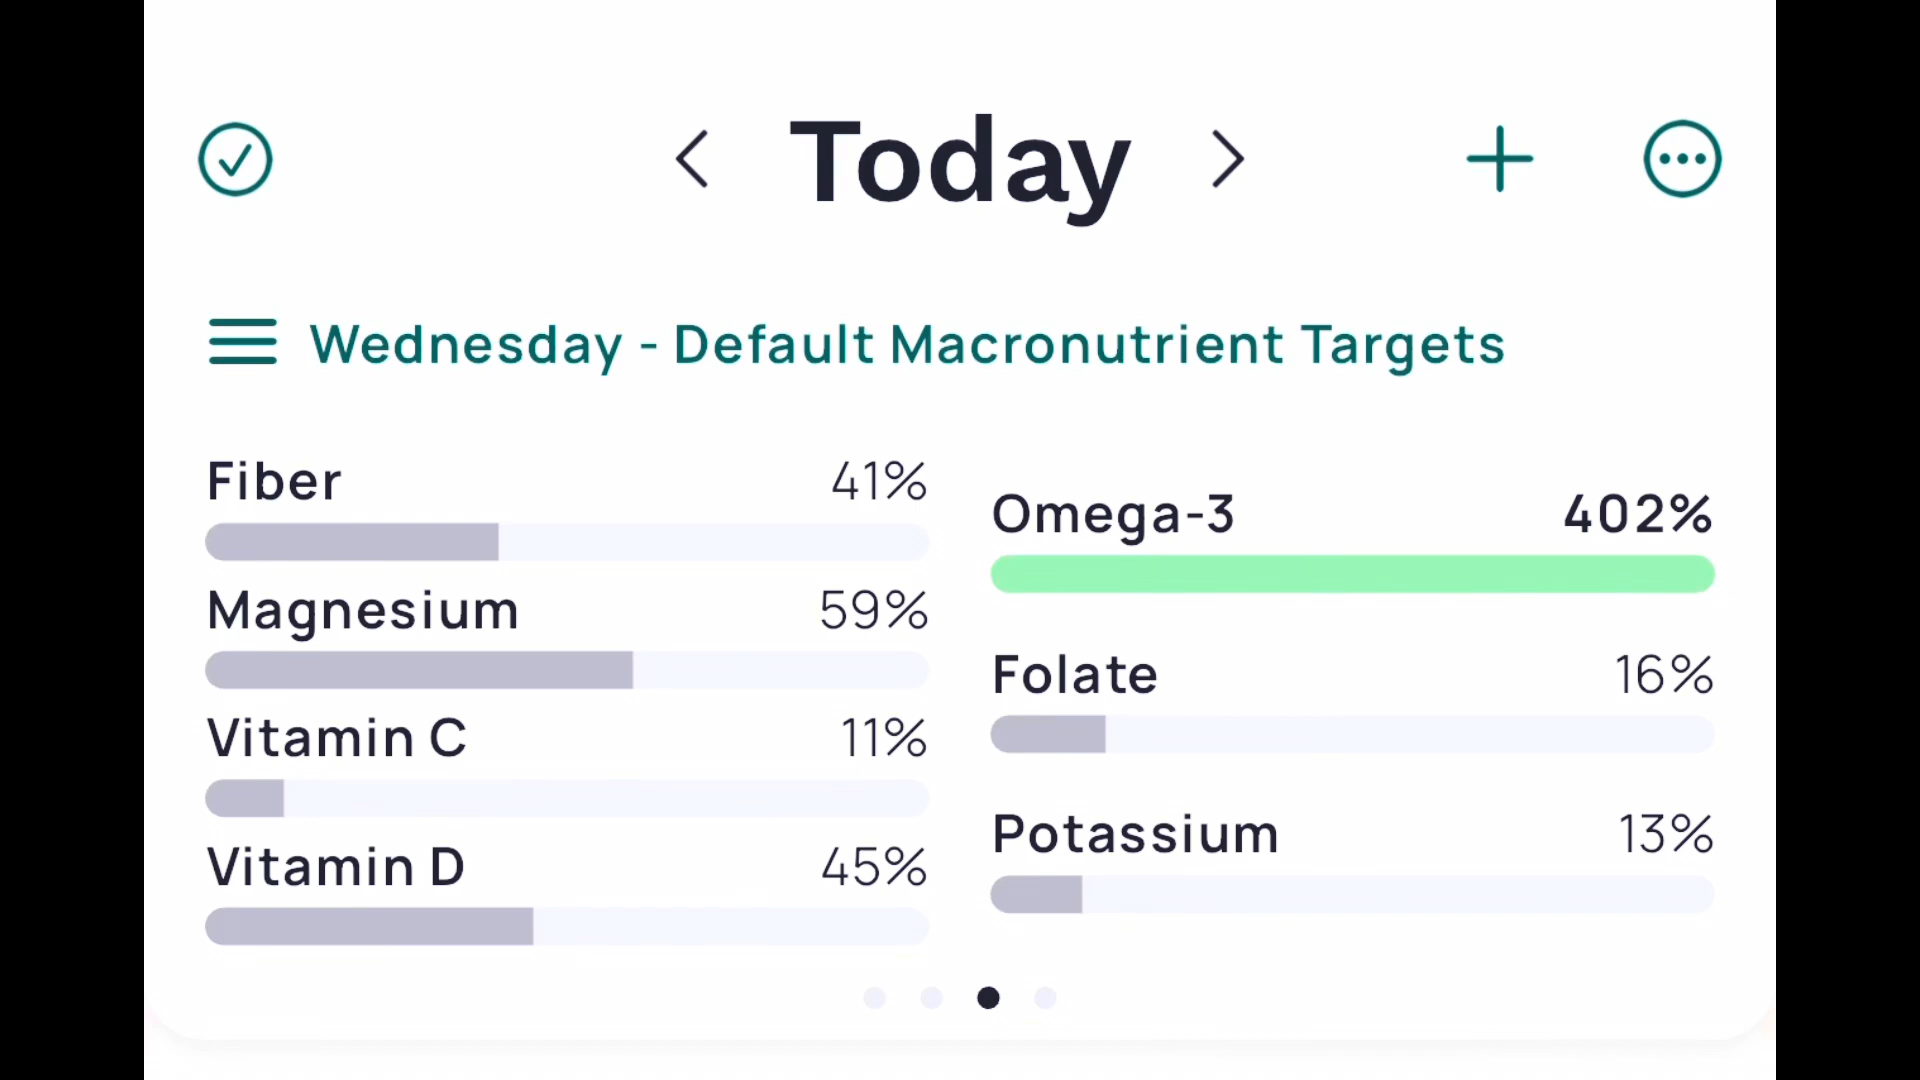 Today
Wednesday - Default Macronutrient Targets
Fiber 41%
Magnesium 59%
Vitamin C 11%
Vitamin D 45%
Omega-3 402%
Folate 16%
Potassium 13%